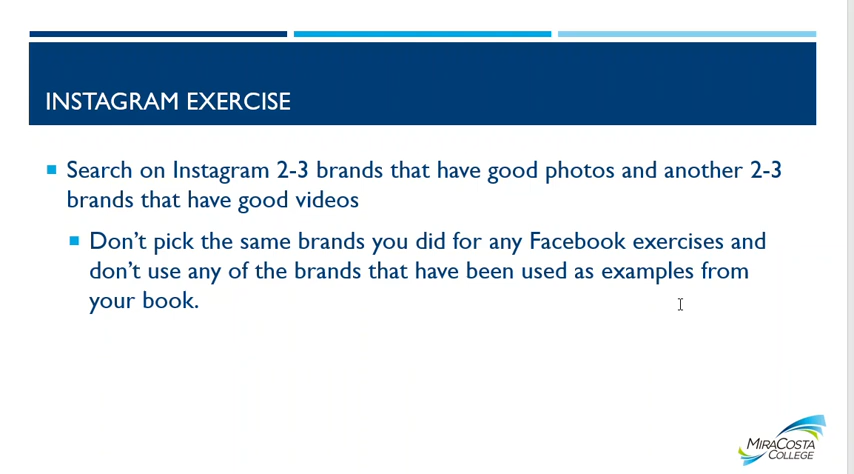 INSTAGRAM EXERCISE
Search on Instagram 2-3 brands that have good photos and another 2-3
brands that have good videos
Don't pick the same brands you did for any Facebook exercises and
don't use any of the brands that have been used as examples from
your book.
MIRACOSTA
COLLEGE